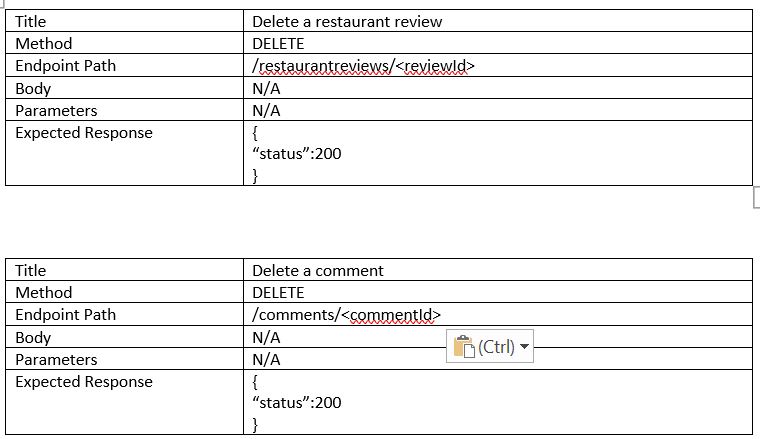 Title Delete a restaurant review
Method DELETE
Endpoint Path /restaurantreviews/<reviewId>
Body N/A
Parameters N/A
Expected Response {
“status”:200
}
Title Delete a comment
Method DELETE
Endpoint Path /comments/<commentId>
Body N/A
(Ctrl)
Parameters N/A
Expected Response {
“status”:200
}